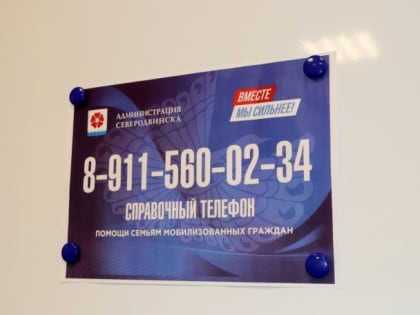 АДМИНИСТРАЦИЯ
СЕВЕРОДВИНСКА
ВМЕСТЕ
МЫ СИЛЬНЕЕ!
8-911-560-02-34
СПРАВОЧНЫЙ ТЕЛЕФОН
ПОМОЩИ СЕМЬЯМ МОБИЛИЗОВАННЫХ ГРАЖДАН